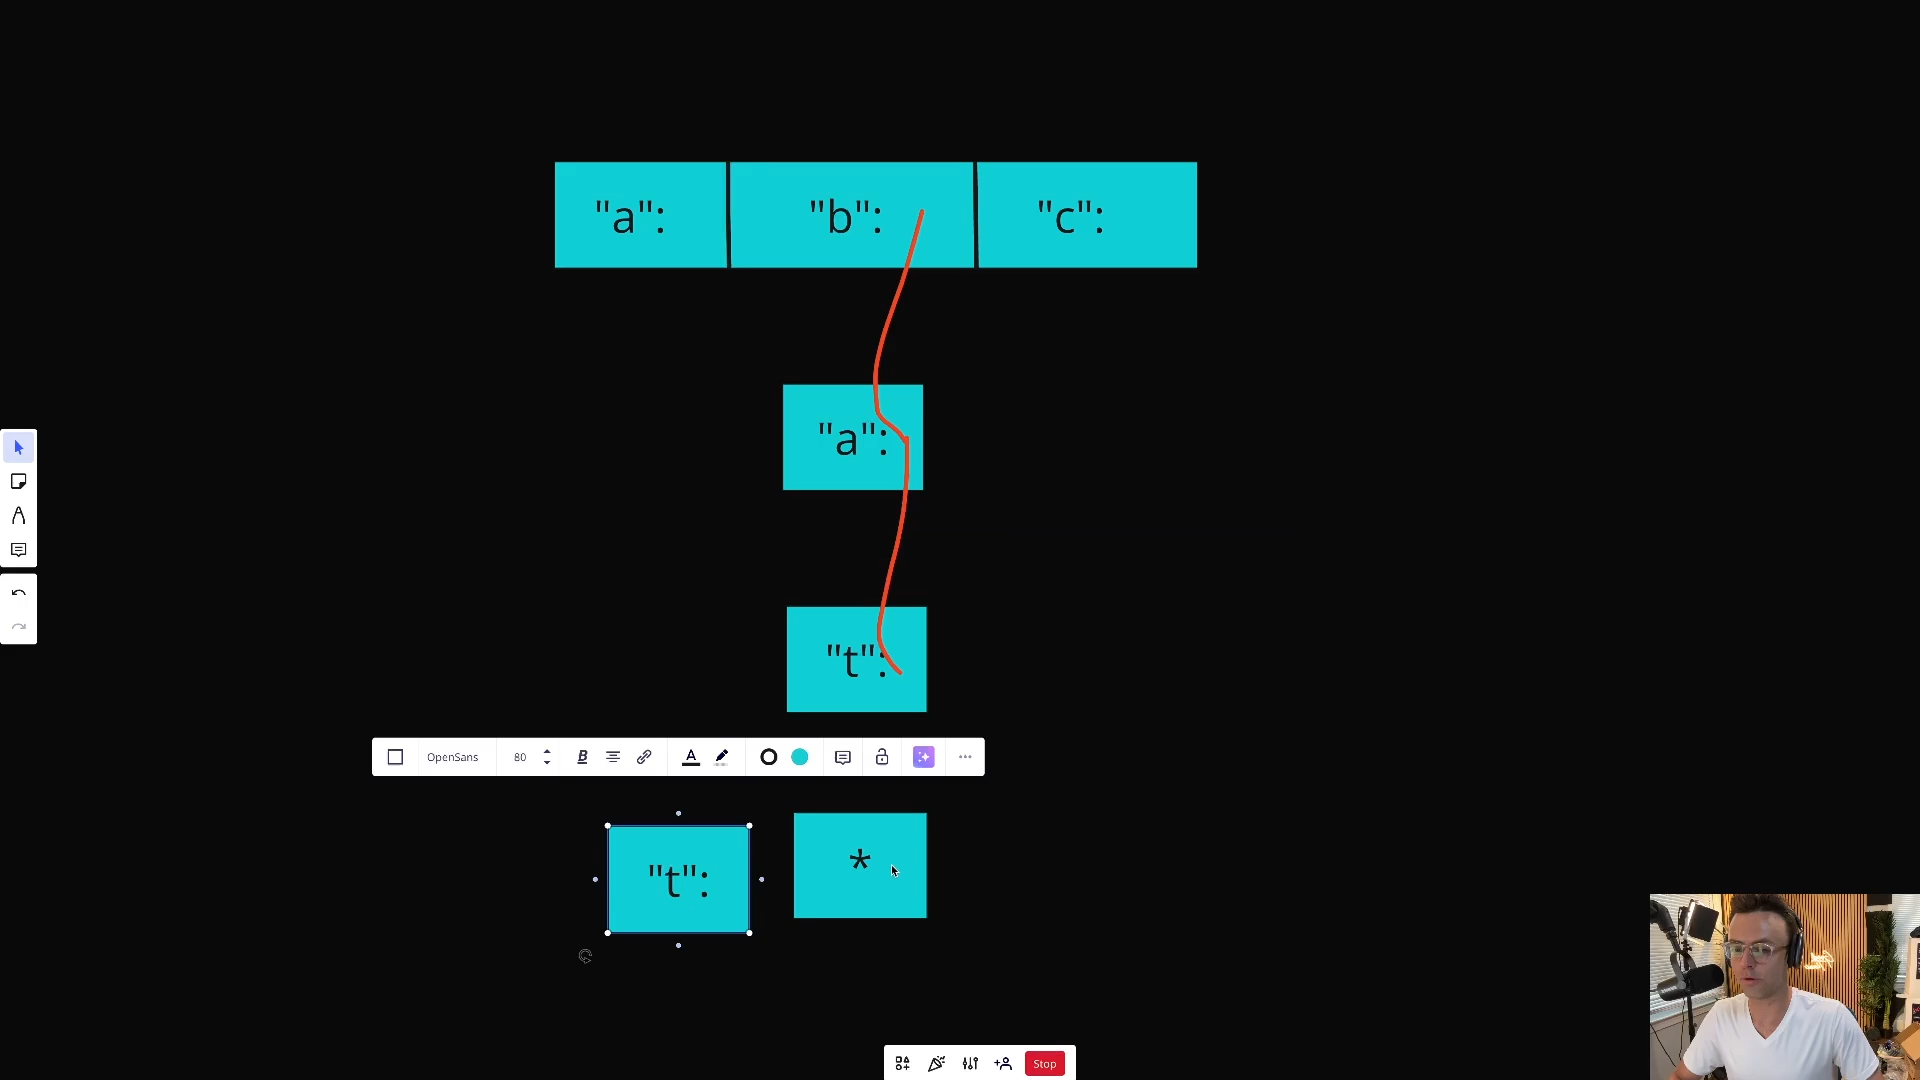 "a": "b": "c":
"a":
"t":
OpenSans 80 B A
"t": *
Stop